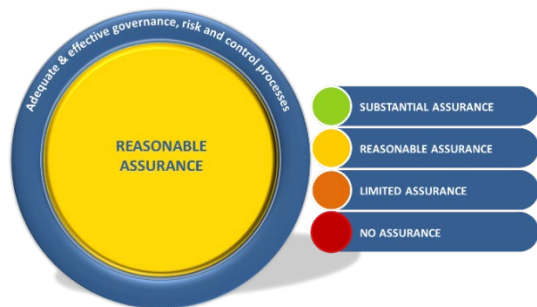 Adequate & effective governance, risk and control processes
REASONABLE
ASSURANCE
SUBSTANTIAL ASSURANCE
REASONABLE ASSURANCE
LIMITED ASSURANCE
NO ASSURANCE